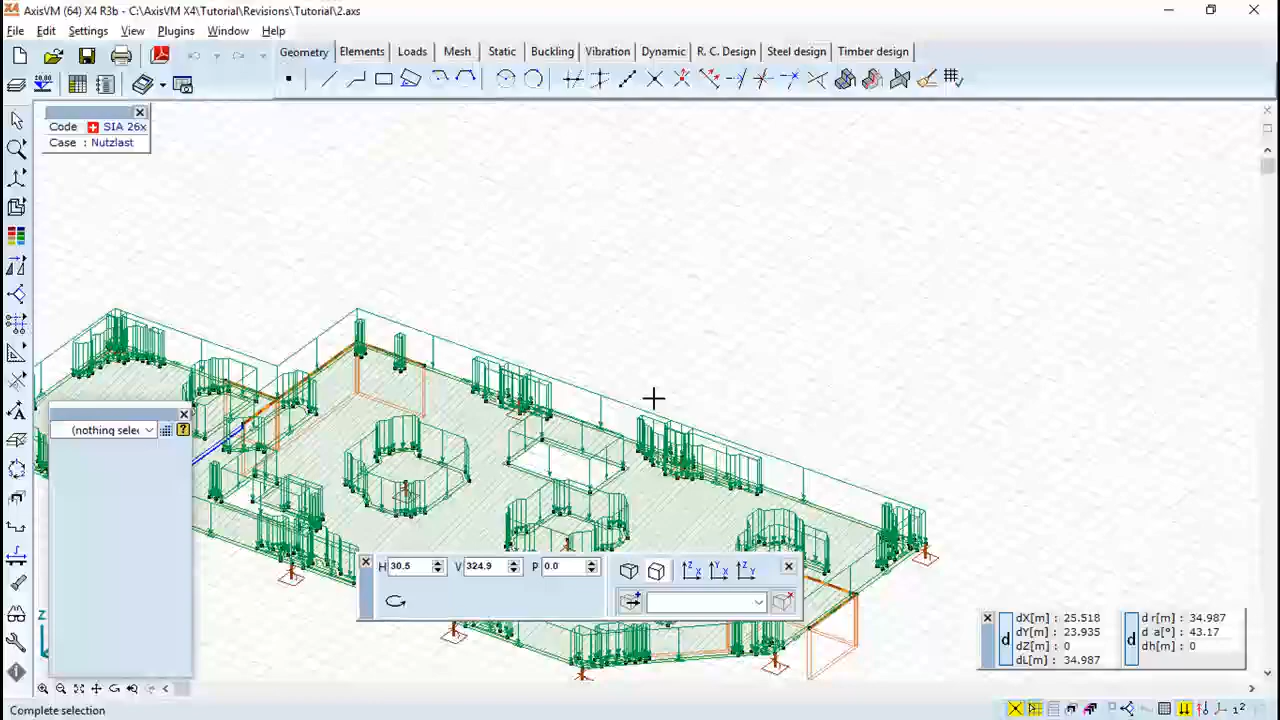 AxisVM (64) X4 R3b - C:\AxisVM X4\Tutorial\Revisions\Tutorial\2.axs
File Edit Settings View Plugins Window Help
Geometry Elements Loads Mesh Static Buckling Vibration Dynamic R. C. Design Steel design Timber design
Code SIA 26x
Case : Nutzlast
(nothing selec
H 30.5 V 324.9 P 0.0
Z
d
dX[m] : 25.518
dY[m] : 23.935
dZ[m] : 0
dL[m] : 34.987
d
d r[m] : 34.987
d a[°] : 43.17
dh[m] : 0
Complete selection